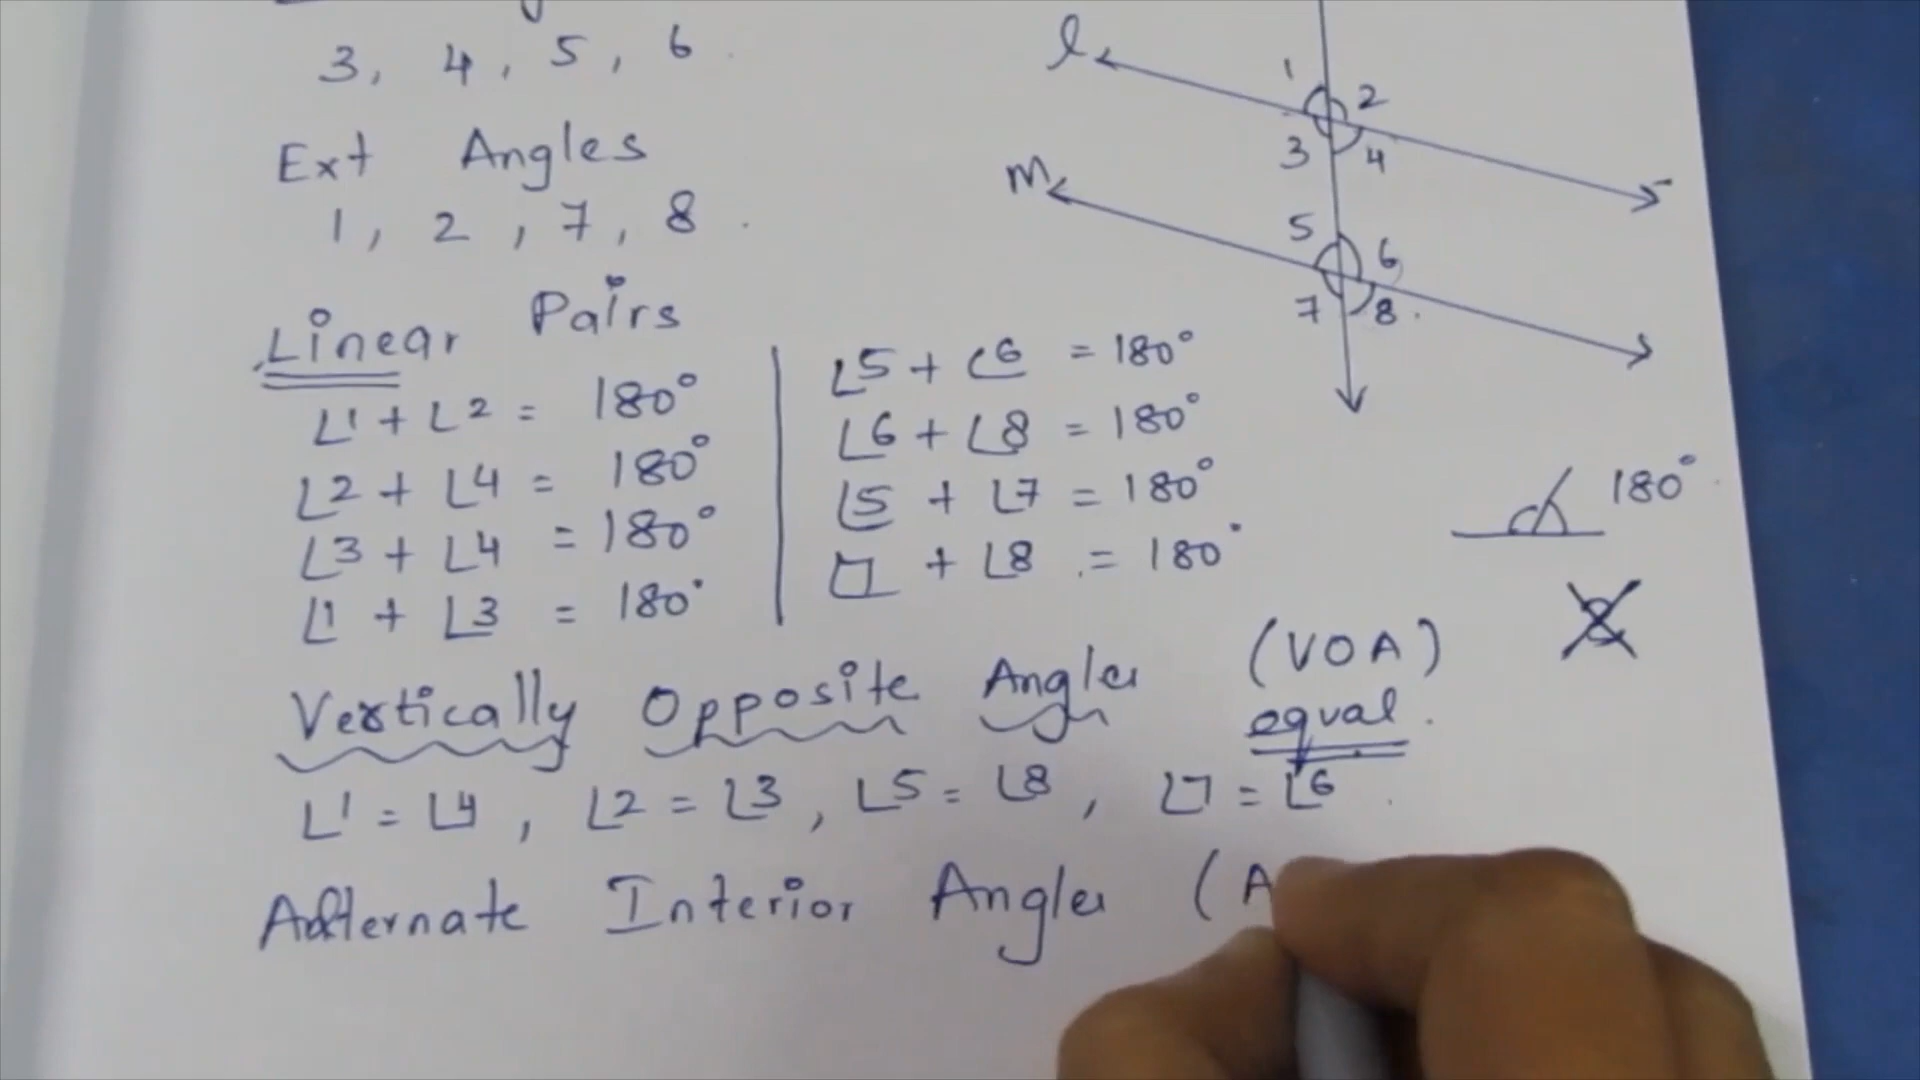 3, 4, 5, 6
Ext Angles
1, 2, 7, 8
Linear Pairs
∠1 + ∠2 = 180°
∠2 + ∠4 = 180°
∠3 + ∠4 = 180°
∠1 + ∠3 = 180°
∠5 + ∠6 = 180°
∠6 + ∠8 = 180°
∠5 + ∠7 = 180°
∠7 + ∠8 = 180°
Vertically Opposite Angles (VOA)
equal.
∠1 = ∠4, ∠2 = ∠3, ∠5 = ∠8, ∠7 = ∠6
Alternate Interior Angles (A
l
1 2
3 4
m
5 6
7 8
180°